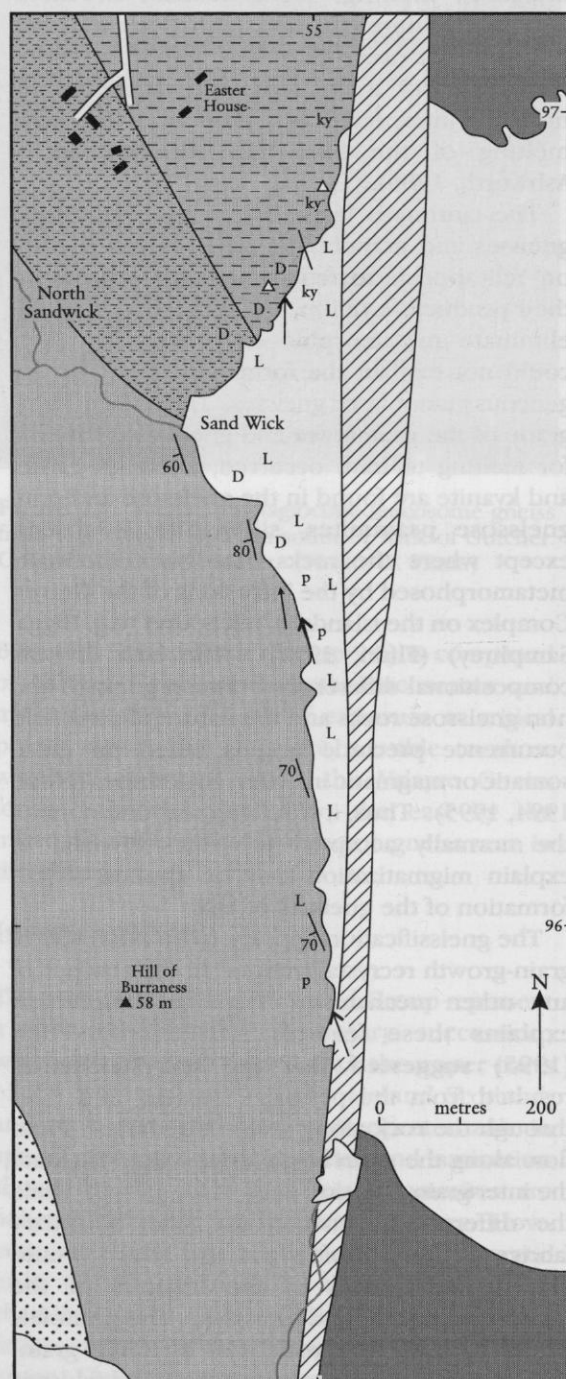 55
Easter
House
97
ky
ky
L
D
ky
North
Sandwick
D
L
D
L
Sand Wick
60
L
D
L
80
p
L
p
L
L
70
L
L
96
70
Hill of
Burraness
58 m
p
N
0 metres 200